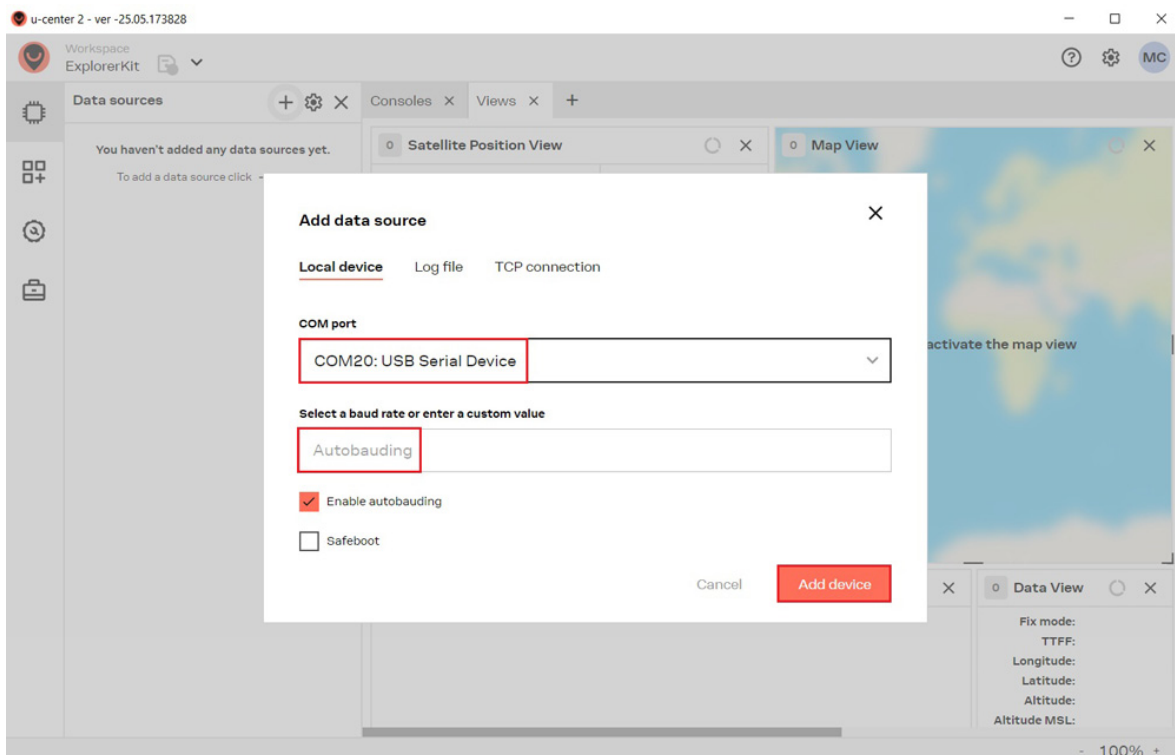 u-center 2 - ver -25.05.173828
Workspace
ExplorerKit
MC
Data sources
Consoles
Views
You haven't added any data sources yet.
To add a data source click
0 Satellite Position View
0 Map View
activate the map view
Add data source
Local device Log file TCP connection
COM port
COM20: USB Serial Device
Select a baud rate or enter a custom value
Autobauding
Enable autobauding
Safeboot
Cancel
Add device
0 Data View
Fix mode:
TTFF:
Longitude:
Latitude:
Altitude:
Altitude MSL:
- 100% +